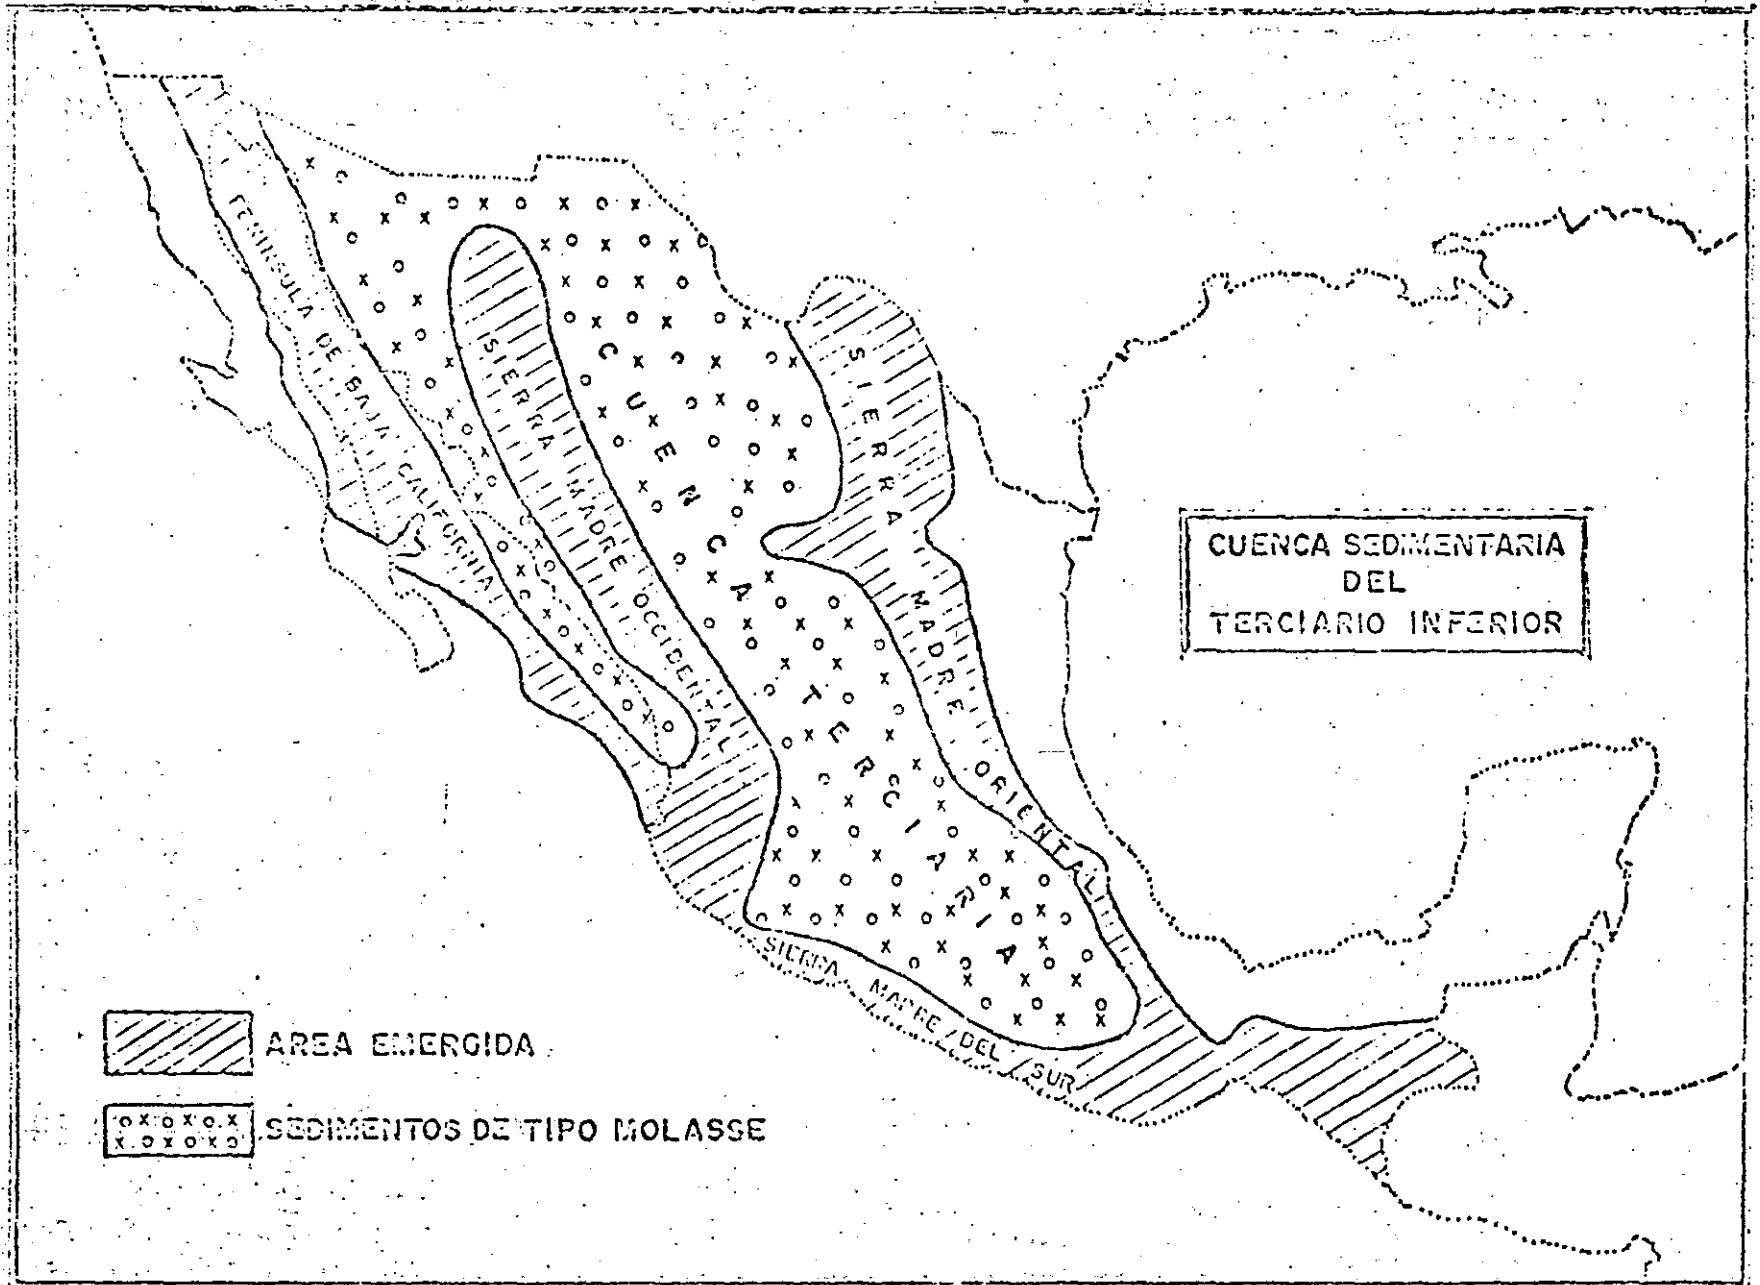 PENINSULA DE BAJA CALIFORNIA
SIERRA MADRE OCCIDENTAL
CUENCA TERCIARIA
SIERRA MADRE ORIENTAL
SIERRA MADRE DEL SUR
CUENCA SEDIMENTARIA
DEL
TERCIARIO INFERIOR
AREA EMERGIDA
SEDIMENTOS DE TIPO MOLASSE